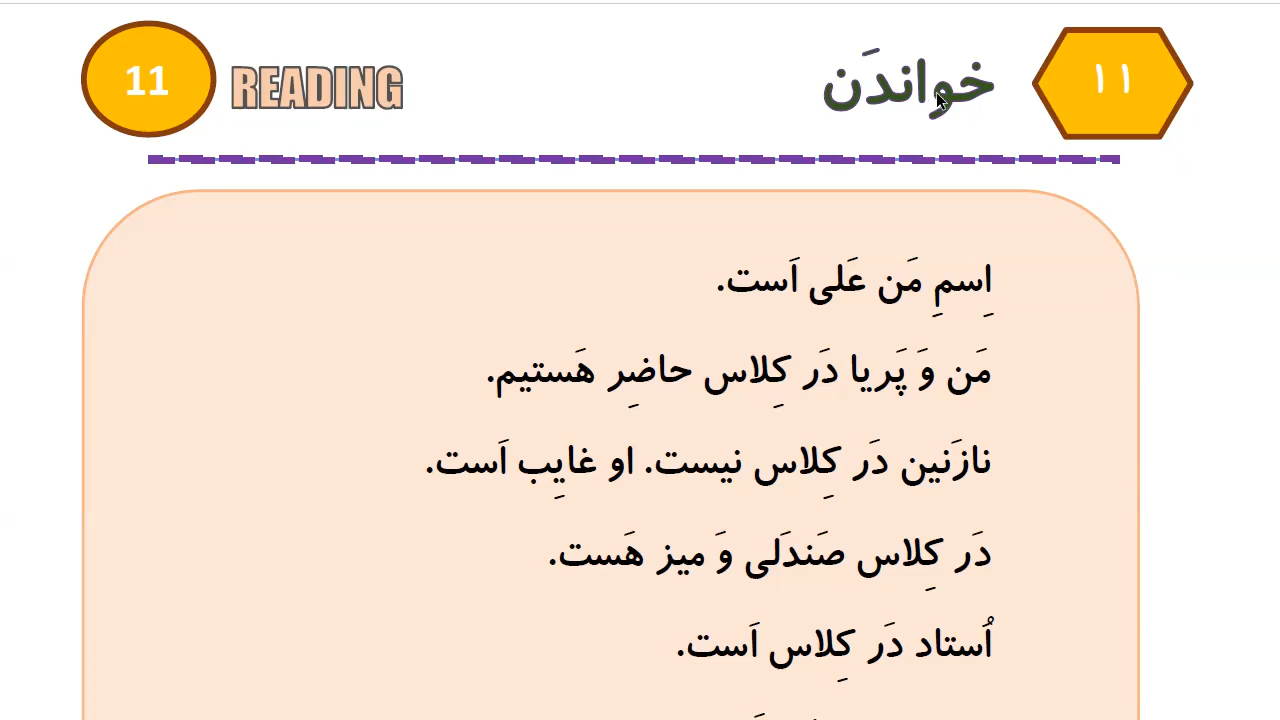 11 READING خواندَن ۱۱
اِسمِ مَن عَلی اَست.
مَن وَ پَریا دَر کِلاس حاضِر هَستیم.
نازَنین دَر کِلاس نیست. او غایِب اَست.
دَر کِلاس صَندَلی وَ میز هَست.
اُستاد دَر کِلاس اَست.